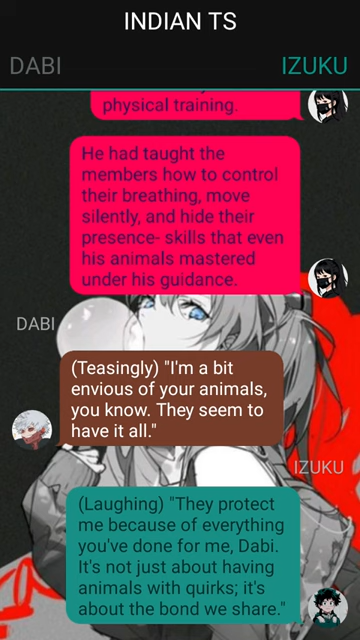 INDIAN TS
DABI
IZUKU
physical training.
He had taught the
members how to control
their breathing, move
silently, and hide their
presence- skills that even
his animals mastered
under his guidance.
DABI
(Teasingly) "I'm a bit
envious of your animals,
you know. They seem to
have it all."
IZUKU
(Laughing) "They protect
me because of everything
you've done for me, Dabi.
It's not just about having
animals with quirks; it's
about the bond we share."